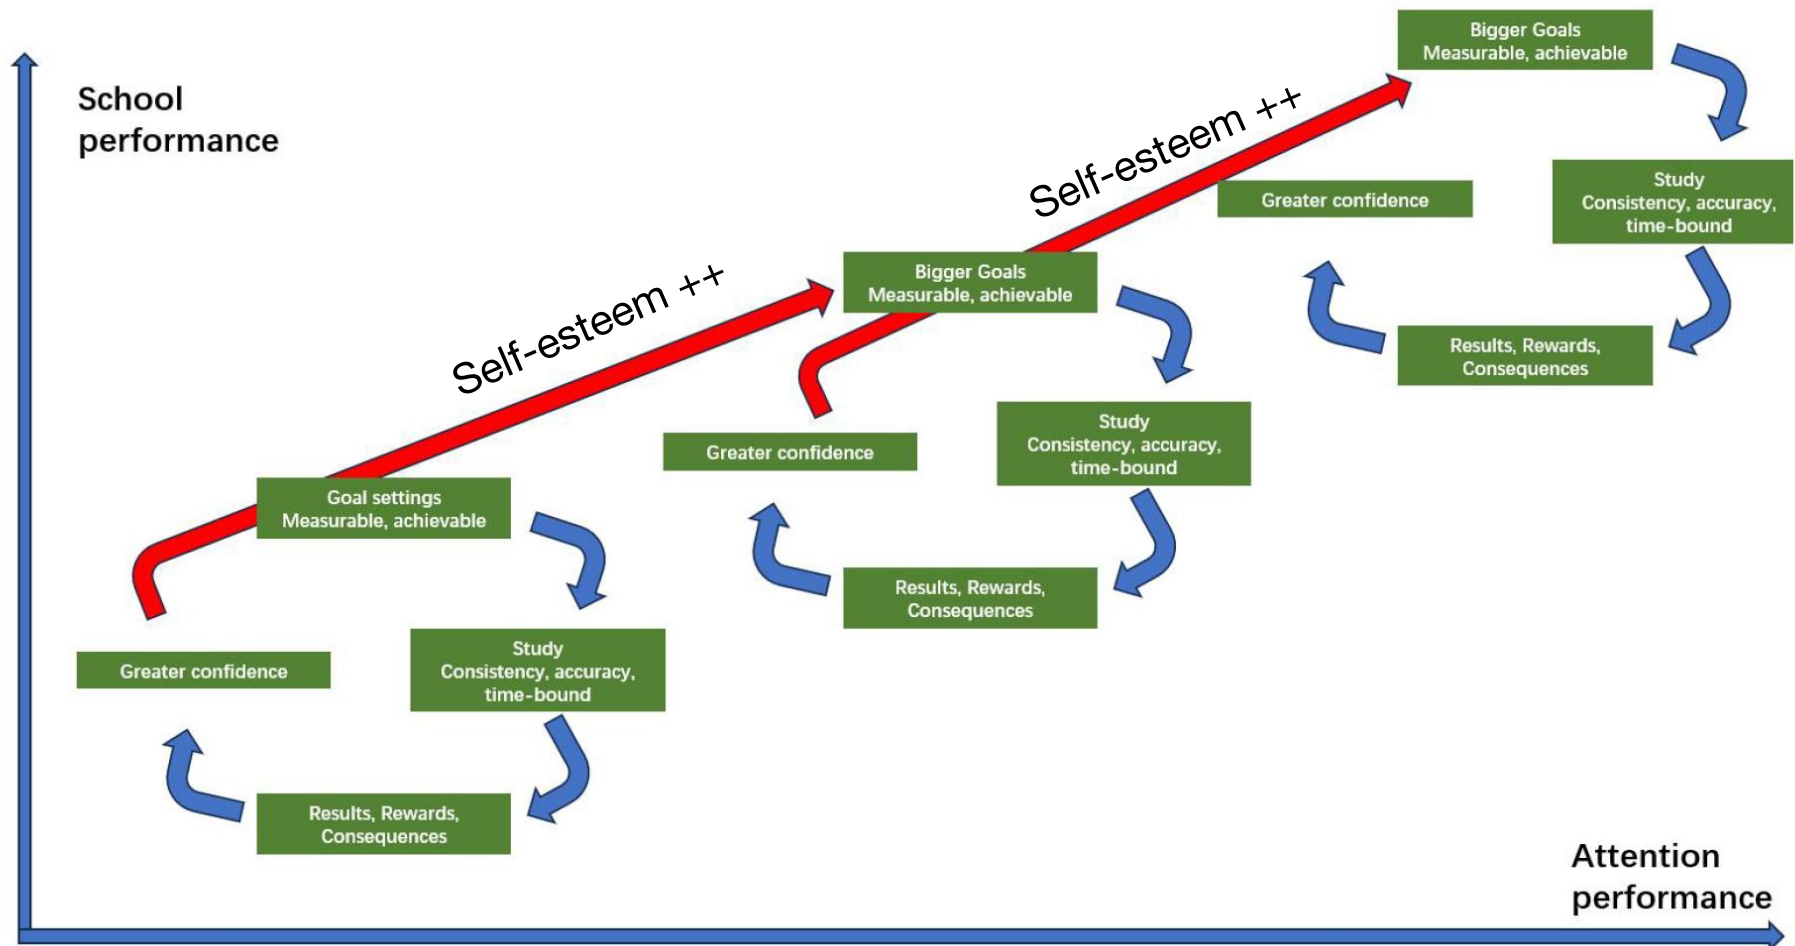 School
performance
Bigger Goals
Measurable, achievable
Self-esteem ++
Greater confidence
Study
Consistency, accuracy,
time-bound
Results, Rewards,
Consequences
Self-esteem ++
Bigger Goals
Measurable, achievable
Greater confidence
Study
Consistency, accuracy,
time-bound
Results, Rewards,
Consequences
Goal settings
Measurable, achievable
Greater confidence
Study
Consistency, accuracy,
time-bound
Results, Rewards,
Consequences
Attention
performance